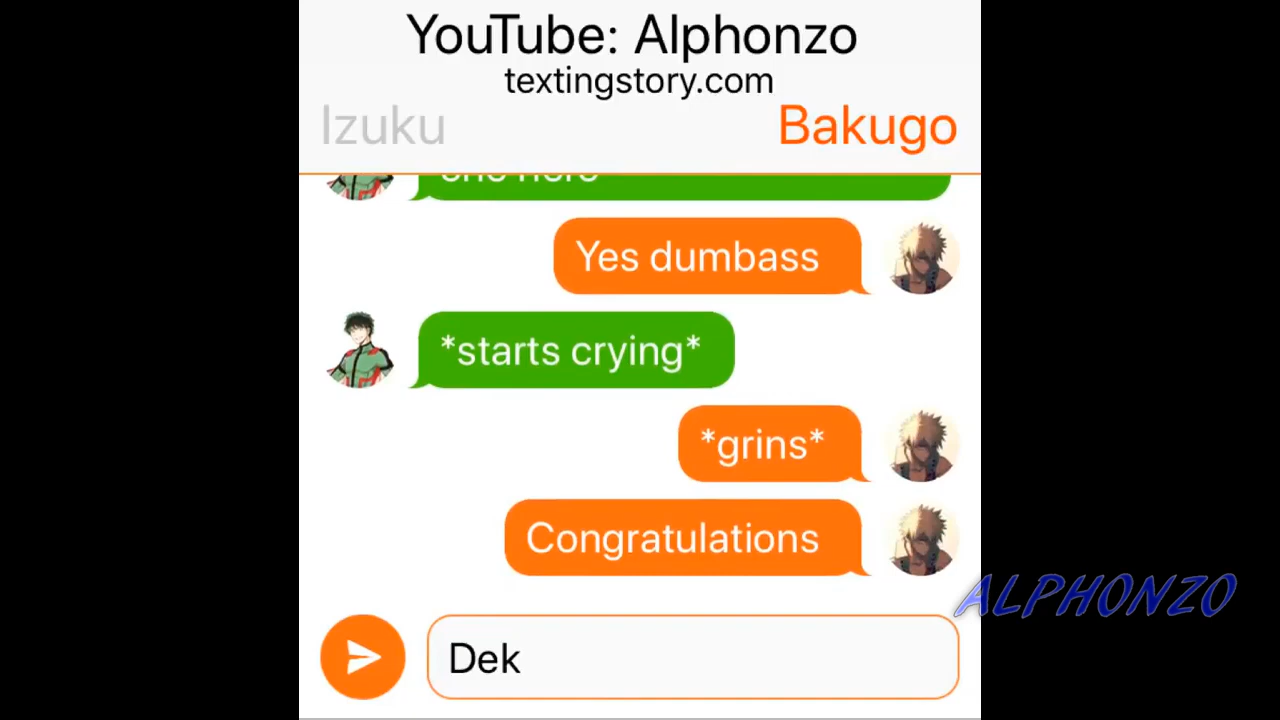 YouTube: Alphonzo
textingstory.com
Izuku
Bakugo
Yes dumbass
*starts crying*
*grins*
Congratulations
ALPHONZO
Dek